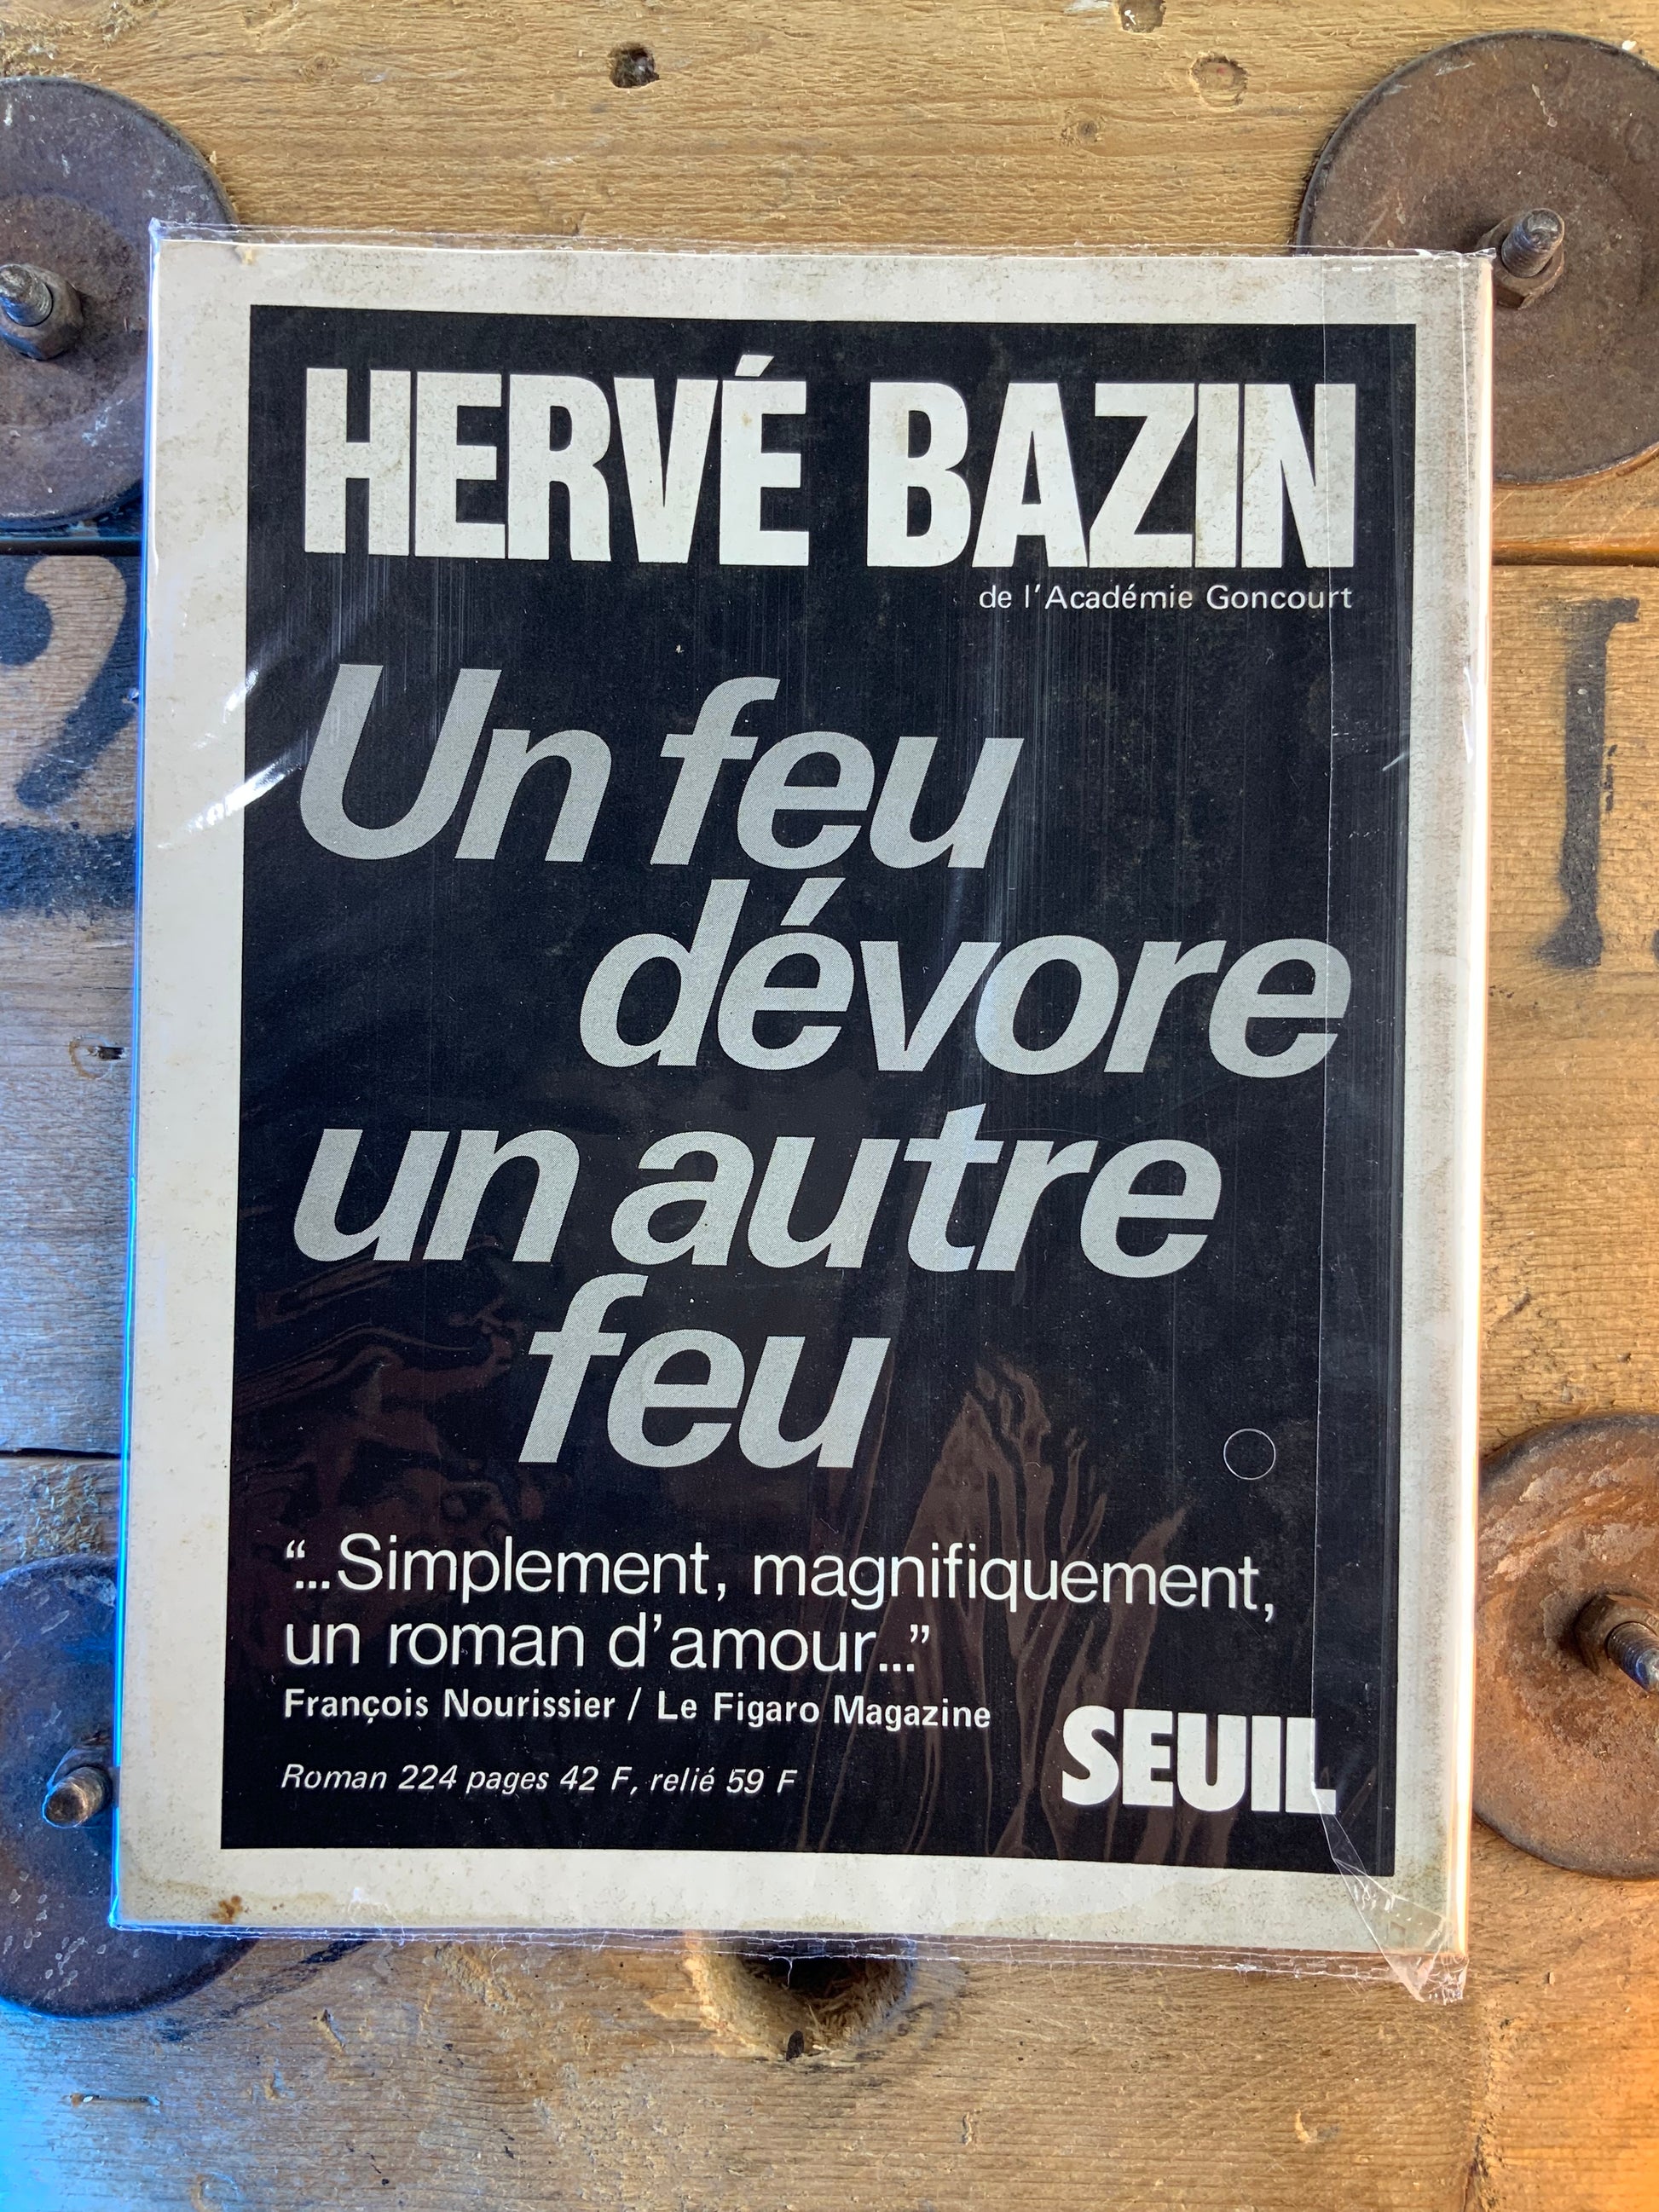 HERVÉ BAZIN
de l'Académie Goncourt
Un feu
dévore
un autre
feu
“...Simplement, magnifiquement,
un roman d’amour...”
François Nourissier / Le Figaro Magazine
SEUIL
Roman 224 pages 42 F, relié 59 F